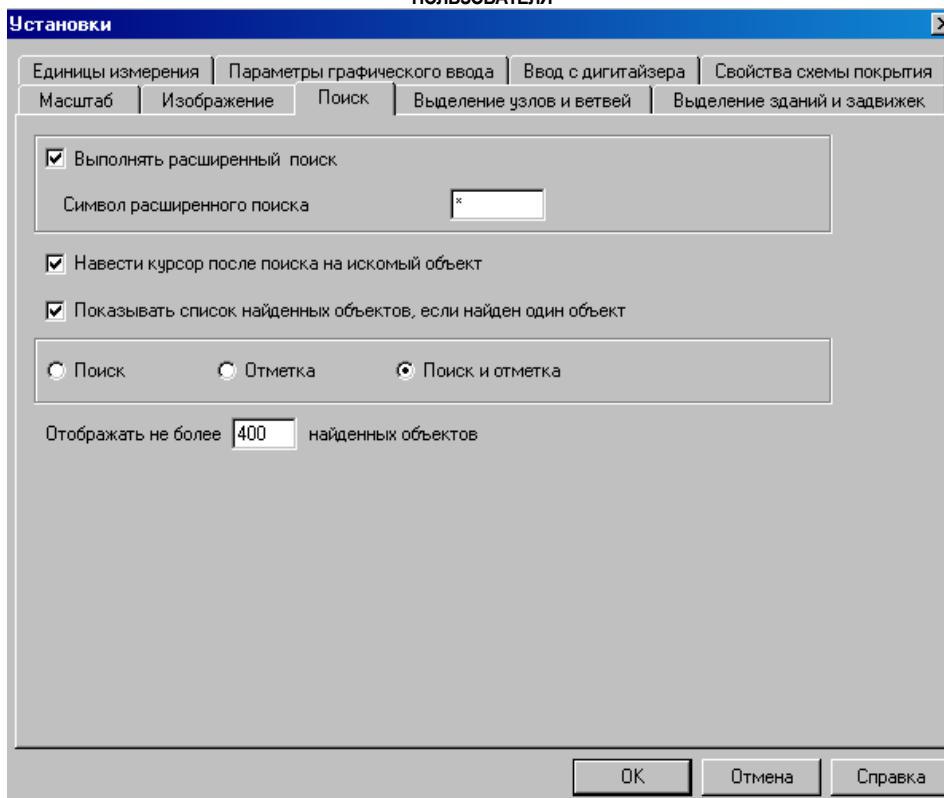 ПОЛЬЗОВАТЕЛЯ
Установки
Единицы измерения Параметры графического ввода Ввод с дигитайзера Свойства схемы покрытия
Масштаб Изображение Поиск Выделение узлов и ветвей Выделение зданий и задвижек
Выполнять расширенный поиск
Символ расширенного поиска *
Навести курсор после поиска на искомый объект
Показывать список найденных объектов, если найден один объект
Поиск Отметка Поиск и отметка
Отображать не более 400 найденных объектов
OK Отмена Справка